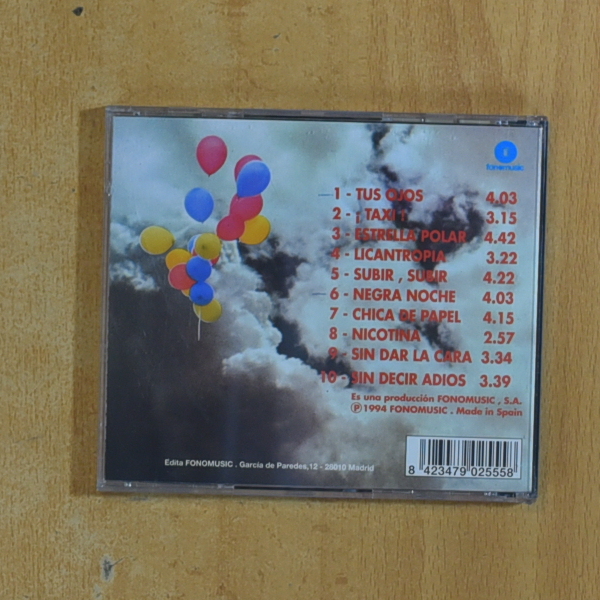 fonomusic
1 - TUS OJOS 4.03
2 - ¡ TAXI ! 3.15
3 - ESTRELLA POLAR 4.42
4 - LICANTROPIA 3.22
5 - SUBIR , SUBIR 4.22
6 - NEGRA NOCHE 4.03
7 - CHICA DE PAPEL 4.15
8 - NICOTINA 2.57
9 - SIN DAR LA CARA 3.34
10 - SIN DECIR ADIOS 3.39
Es una producción FONOMUSIC , S.A.
Ⓟ 1994 FONOMUSIC . Made in Spain
Edita FONOMUSIC . García de Paredes,12 - 28010 Madrid
8 423479 025558